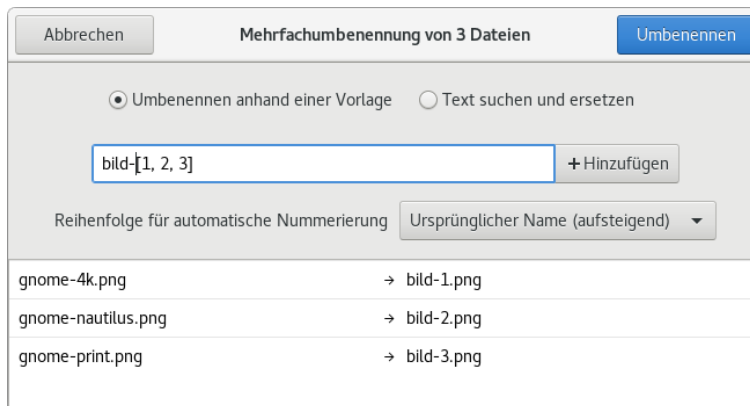 Abbrechen Mehrfachumbenennung von 3 Dateien Umbenennen
Umbenennen anhand einer Vorlage Text suchen und ersetzen
bild-[1, 2, 3] +Hinzufügen
Reihenfolge für automatische Nummerierung Ursprünglicher Name (aufsteigend)
gnome-4k.png → bild-1.png
gnome-nautilus.png → bild-2.png
gnome-print.png → bild-3.png